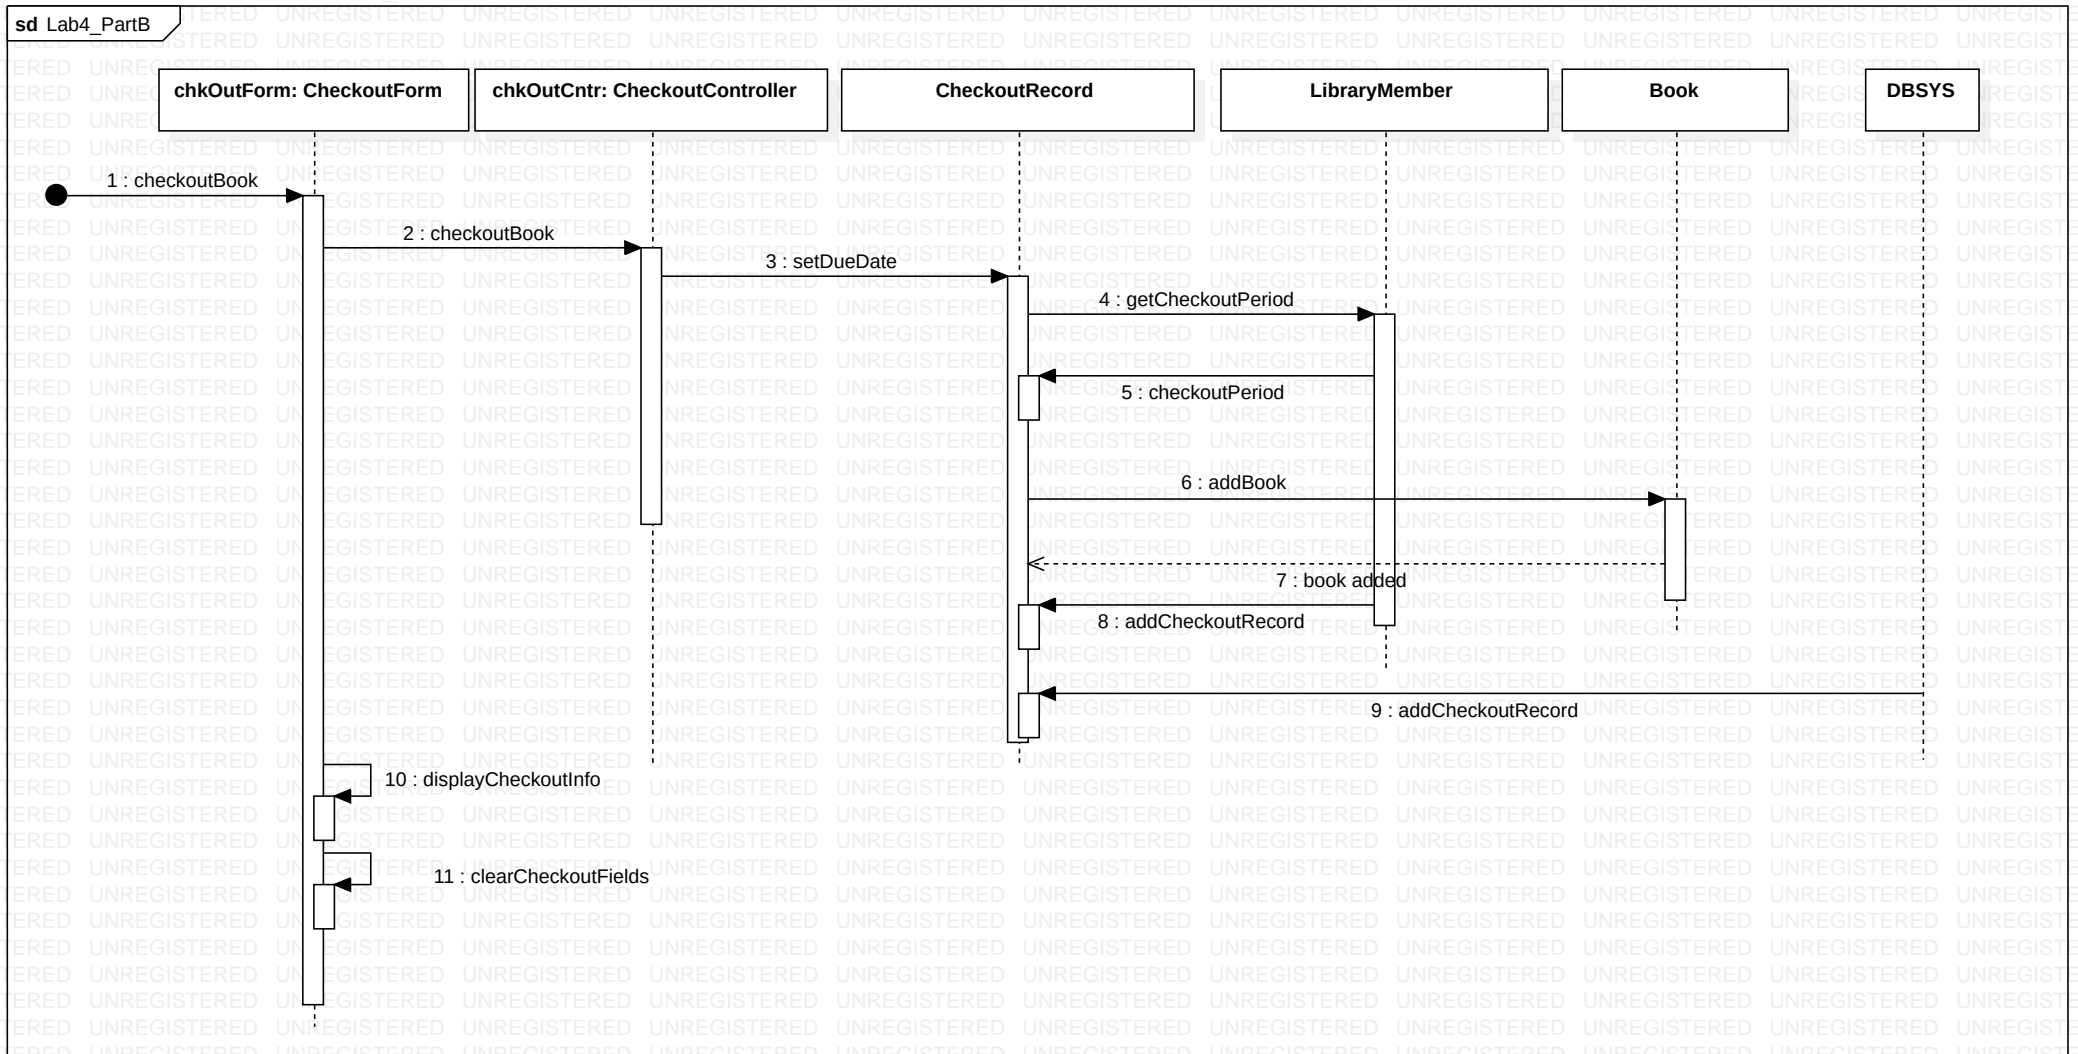 sd Lab4_PartB
chkOutForm: CheckoutForm
chkOutCntr: CheckoutController
CheckoutRecord
LibraryMember
Book
DBSYS
1 : checkoutBook
2 : checkoutBook
3 : setDueDate
4 : getCheckoutPeriod
5 : checkoutPeriod
6 : addBook
7 : book added
8 : addCheckoutRecord
9 : addCheckoutRecord
10 : displayCheckoutInfo
11 : clearCheckoutFields
UNREGISTERED